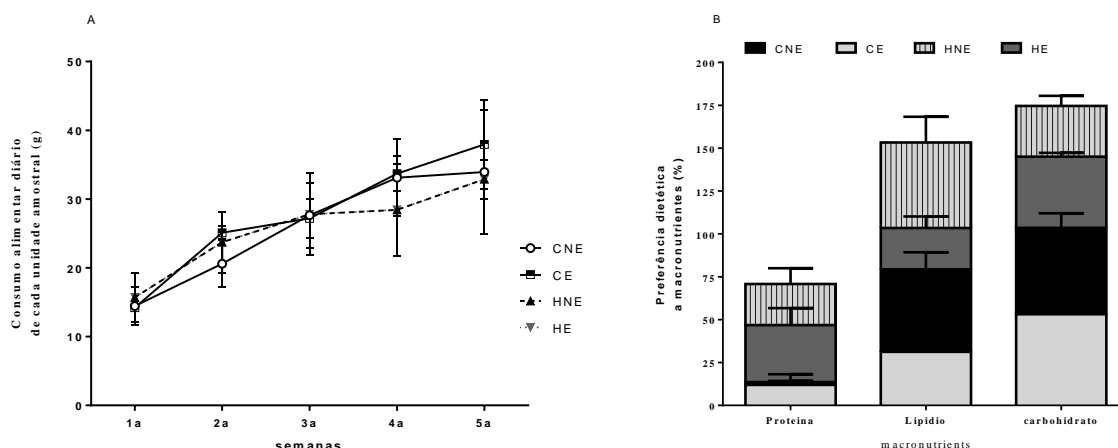 A
Consumo alimentar diário
de cada unidade amostral (g)
50
40
30
20
10
0
1a 2a 3a 4a 5a
semanas
CNE
CE
HNE
HE
B
CNE CE HNE HE
Preferência dietética
a macronutrientes (%)
200
175
150
125
100
75
50
25
0
Proteina Lipidio carbohidrato
macronutrients